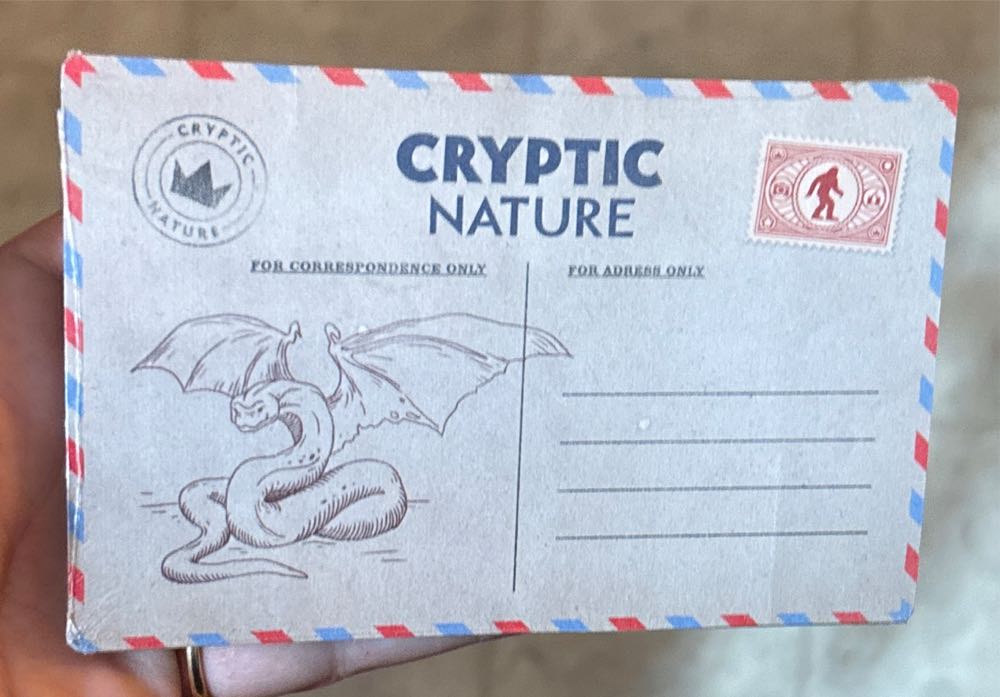 CRYPTIC
NATURE
CRYPTIC
NATURE
FOR CORRESPONDENCE ONLY
FOR ADRESS ONLY